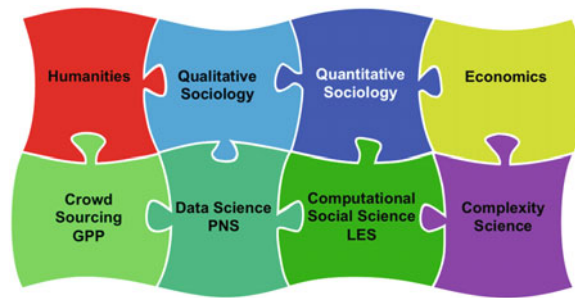 Humanities
Qualitative
Sociology
Quantitative
Sociology
Economics
Crowd
Sourcing
GPP
Data Science
PNS
Computational
Social Science
LES
Complexity
Science